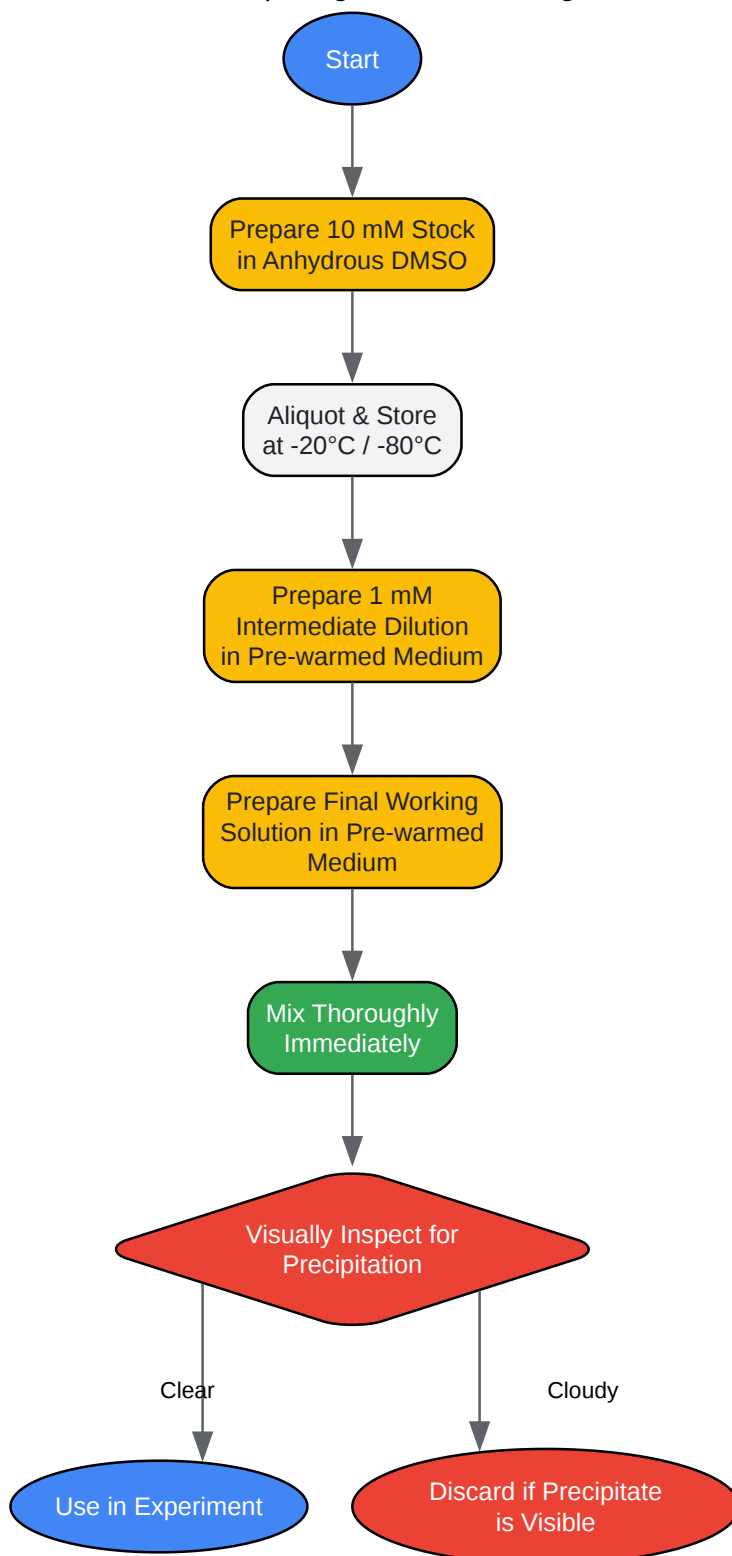 Start
Prepare 10 mM Stock
in Anhydrous DMSO
Aliquot & Store
at -20°C / -80°C
Prepare 1 mM
Intermediate Dilution
in Pre-warmed Medium
Prepare Final Working
Solution in Pre-warmed
Medium
Mix Thoroughly
Immediately
Visually Inspect for
Precipitation
Clear
Cloudy
Use in Experiment
Discard if Precipitate
is Visible